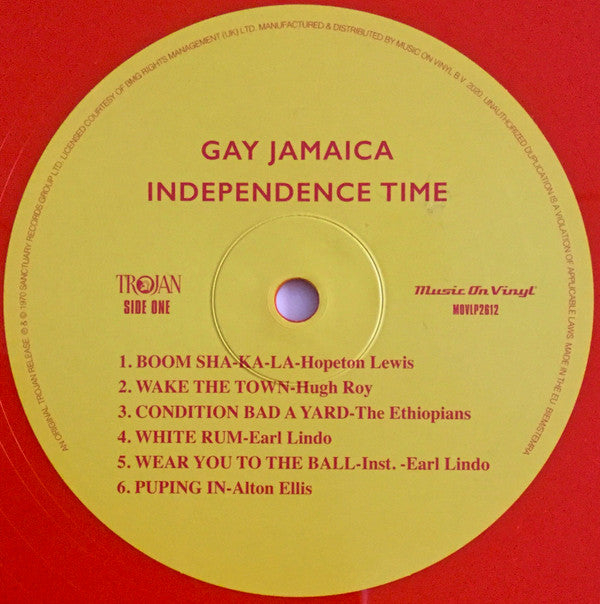 AN ORIGINAL TROJAN RELEASE. ℗ & © 1970 SANCTUARY RECORDS GROUP LTD. LICENSED COURTESY OF BMG RIGHTS MANAGEMENT (UK) LTD. MANUFACTURED & DISTRIBUTED BY MUSIC ON VINYL B.V. 2020. UNAUTHORIZED DUPLICATION IS A VIOLATION OF APPLICABLE LAWS. MADE IN THE EU. BIEM/STEMRA
GAY JAMAICA
INDEPENDENCE TIME
TROJAN
SIDE ONE
Music On Vinyl
MOVLP2612
1. BOOM SHA-KA-LA-Hopeton Lewis
2. WAKE THE TOWN-Hugh Roy
3. CONDITION BAD A YARD-The Ethiopians
4. WHITE RUM-Earl Lindo
5. WEAR YOU TO THE BALL-Inst. -Earl Lindo
6. PUPING IN-Alton Ellis